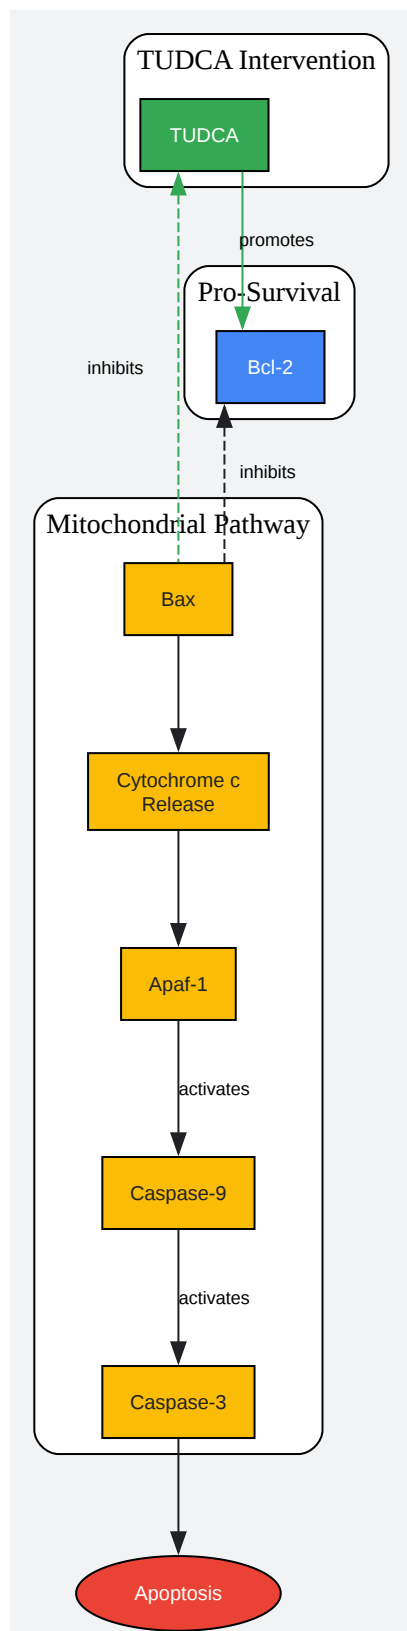 TUDCA Intervention
TUDCA
promotes
Pro-Survival
Bcl-2
inhibits
inhibits
Mitochondrial Pathway
Bax
Cytochrome c
Release
Apaf-1
activates
Caspase-9
activates
Caspase-3
Apoptosis